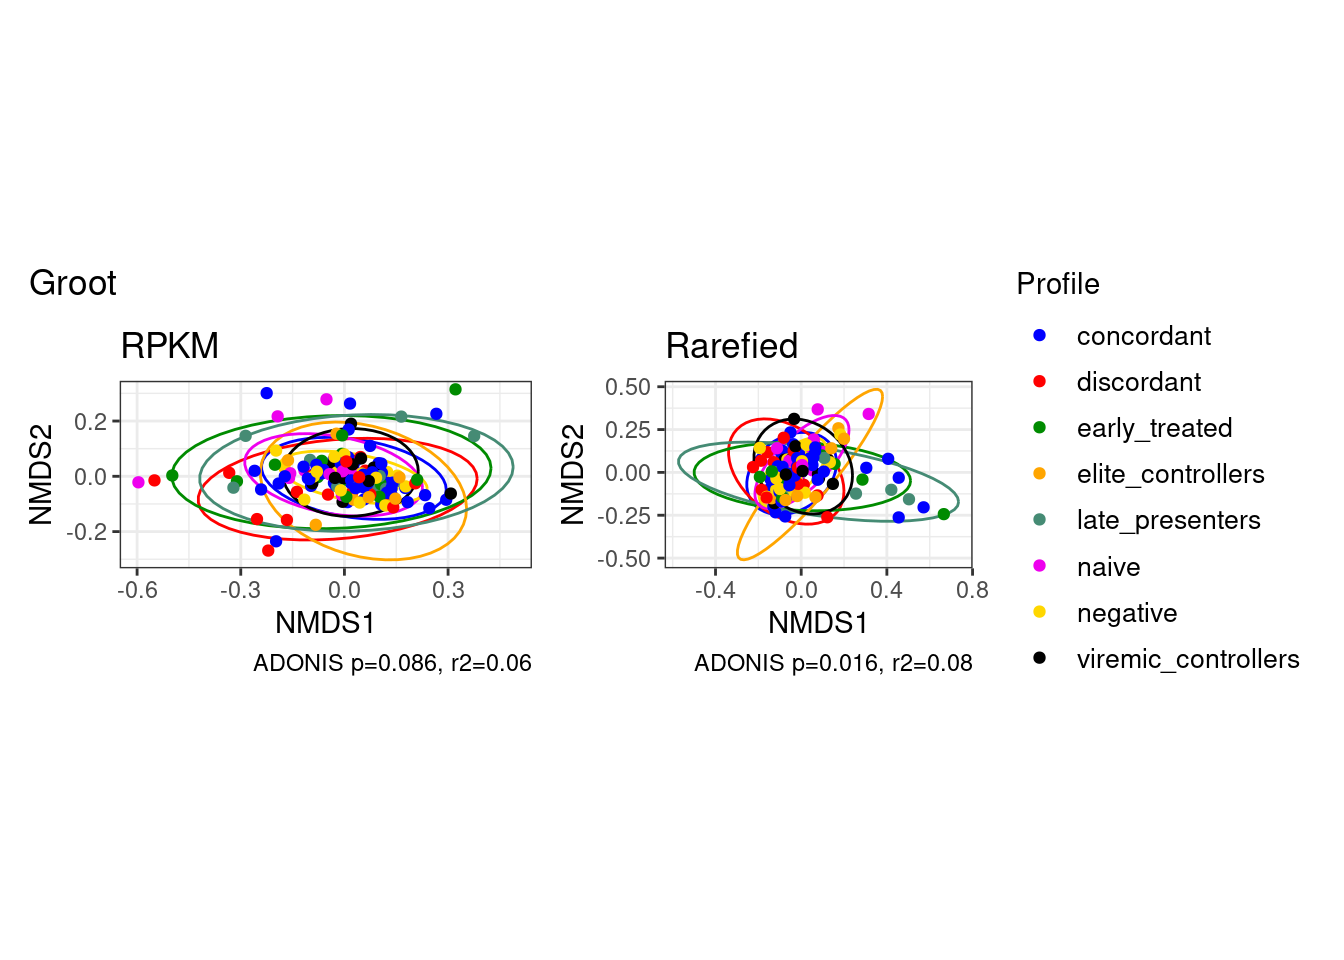 Groot
RPKM
0.2
0.0
-0.2
NMDS2
-0.6 -0.3 0.0 0.3
NMDS1
ADONIS p=0.086, r2=0.06
Rarefied
0.50
0.25
0.00
-0.25
-0.50
NMDS2
-0.4 0.0 0.4 0.8
NMDS1
ADONIS p=0.016, r2=0.08
Profile
concordant
discordant
early_treated
elite_controllers
late_presenters
naive
negative
viremic_controllers